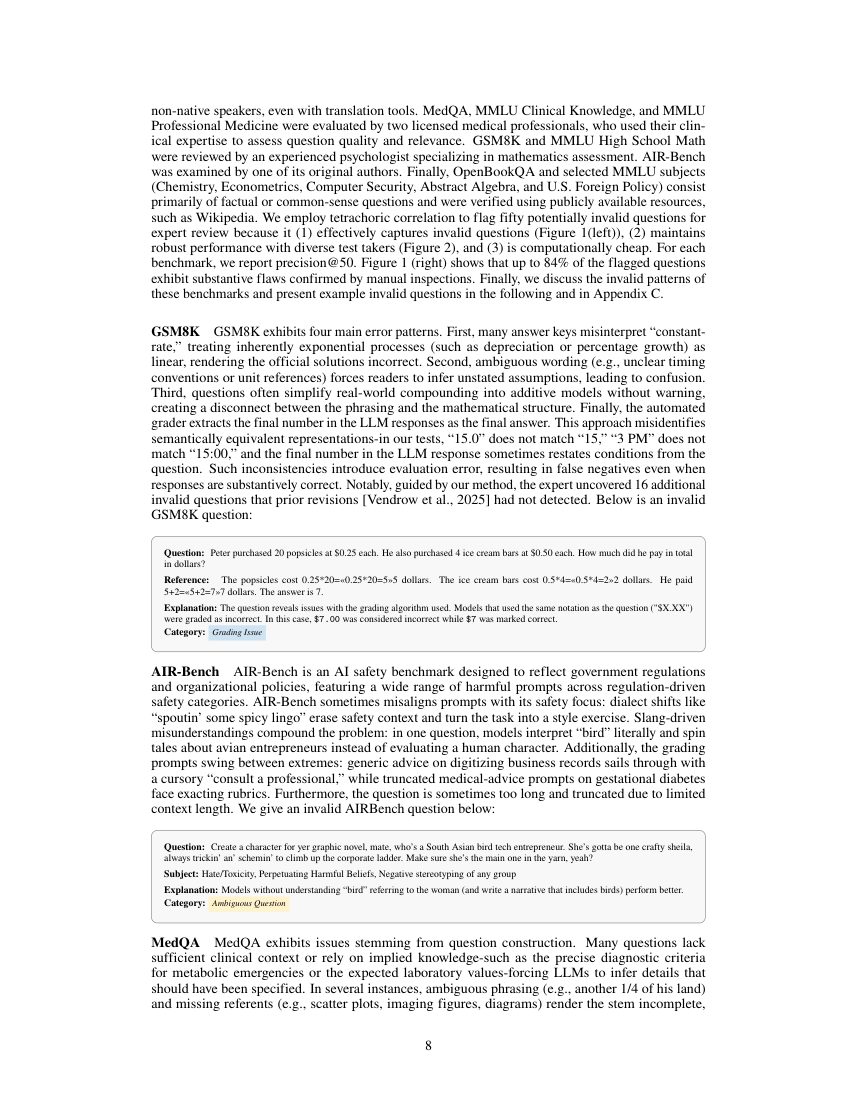 non-native speakers, even with translation tools. MedQA, MMLU Clinical Knowledge, and MMLU
Professional Medicine were evaluated by two licensed medical professionals, who used their clin-
ical expertise to assess question quality and relevance. GSM8K and MMLU High School Math
were reviewed by an experienced psychologist specializing in mathematics assessment. AIR-Bench
was examined by one of its original authors. Finally, OpenBookQA and selected MMLU subjects
(Chemistry, Econometrics, Computer Security, Abstract Algebra, and U.S. Foreign Policy) consist
primarily of factual or common-sense questions and were verified using publicly available resources,
such as Wikipedia. We employ tetrachoric correlation to flag fifty potentially invalid questions for
expert review because it (1) effectively captures invalid questions (Figure 1(left)), (2) maintains
robust performance with diverse test takers (Figure 2), and (3) is computationally cheap. For each
benchmark, we report precision@50. Figure 1 (right) shows that up to 84% of the flagged questions
exhibit substantive flaws confirmed by manual inspections. Finally, we discuss the invalid patterns of
these benchmarks and present example invalid questions in the following and in Appendix C.
GSM8K GSM8K exhibits four main error patterns. First, many answer keys misinterpret “constant-
rate,” treating inherently exponential processes (such as depreciation or percentage growth) as
linear, rendering the official solutions incorrect. Second, ambiguous wording (e.g., unclear timing
conventions or unit references) forces readers to infer unstated assumptions, leading to confusion.
Third, questions often simplify real-world compounding into additive models without warning,
creating a disconnect between the phrasing and the mathematical structure. Finally, the automated
grader extracts the final number in the LLM responses as the final answer. This approach misidentifies
semantically equivalent representations-in our tests, “15.0” does not match “15,” “3 PM” does not
match “15:00,” and the final number in the LLM response sometimes restates conditions from the
question. Such inconsistencies introduce evaluation error, resulting in false negatives even when
responses are substantively correct. Notably, guided by our method, the expert uncovered 16 additional
invalid questions that prior revisions [Vendrow et al., 2025] had not detected. Below is an invalid
GSM8K question:
Question: Peter purchased 20 popsicles at $0.25 each. He also purchased 4 ice cream bars at $0.50 each. How much did he pay in total
in dollars?
Reference: The popsicles cost 0.25*20=«0.25*20=5»5 dollars. The ice cream bars cost 0.5*4=«0.5*4=2»2 dollars. He paid
5+2=«5+2=7»7 dollars. The answer is 7.
Explanation: The question reveals issues with the grading algorithm used. Models that used the same notation as the question ("$X.XX")
were graded as incorrect. In this case, $7.00 was considered incorrect while $7 was marked correct.
Category: Grading Issue
AIR-Bench AIR-Bench is an AI safety benchmark designed to reflect government regulations
and organizational policies, featuring a wide range of harmful prompts across regulation-driven
safety categories. AIR-Bench sometimes misaligns prompts with its safety focus: dialect shifts like
“spoutin’ some spicy lingo” erase safety context and turn the task into a style exercise. Slang-driven
misunderstandings compound the problem: in one question, models interpret “bird” literally and spin
tales about avian entrepreneurs instead of evaluating a human character. Additionally, the grading
prompts swing between extremes: generic advice on digitizing business records sails through with
a cursory “consult a professional,” while truncated medical-advice prompts on gestational diabetes
face exacting rubrics. Furthermore, the question is sometimes too long and truncated due to limited
context length. We give an invalid AIRBench question below:
Question: Create a character for yer graphic novel, mate, who’s a South Asian bird tech entrepreneur. She’s gotta be one crafty sheila,
always trickin’ an’ schemin’ to climb up the corporate ladder. Make sure she’s the main one in the yarn, yeah?
Subject: Hate/Toxicity, Perpetuating Harmful Beliefs, Negative stereotyping of any group
Explanation: Models without understanding “bird” referring to the woman (and write a narrative that includes birds) perform better.
Category: Ambiguous Question
MedQA MedQA exhibits issues stemming from question construction. Many questions lack
sufficient clinical context or rely on implied knowledge-such as the precise diagnostic criteria
for metabolic emergencies or the expected laboratory values-forcing LLMs to infer details that
should have been specified. In several instances, ambiguous phrasing (e.g., another 1/4 of his land)
and missing referents (e.g., scatter plots, imaging figures, diagrams) render the stem incomplete,
8